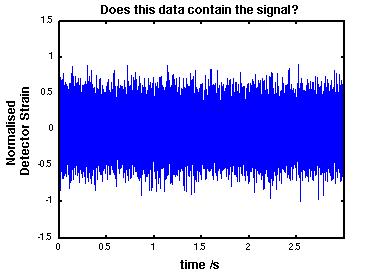 Does this data contain the signal?
1.5
1
0.5
0
-0.5
-1
-1.5
Normalised
Detector Strain
0 0.5 1 1.5 2 2.5
time /s